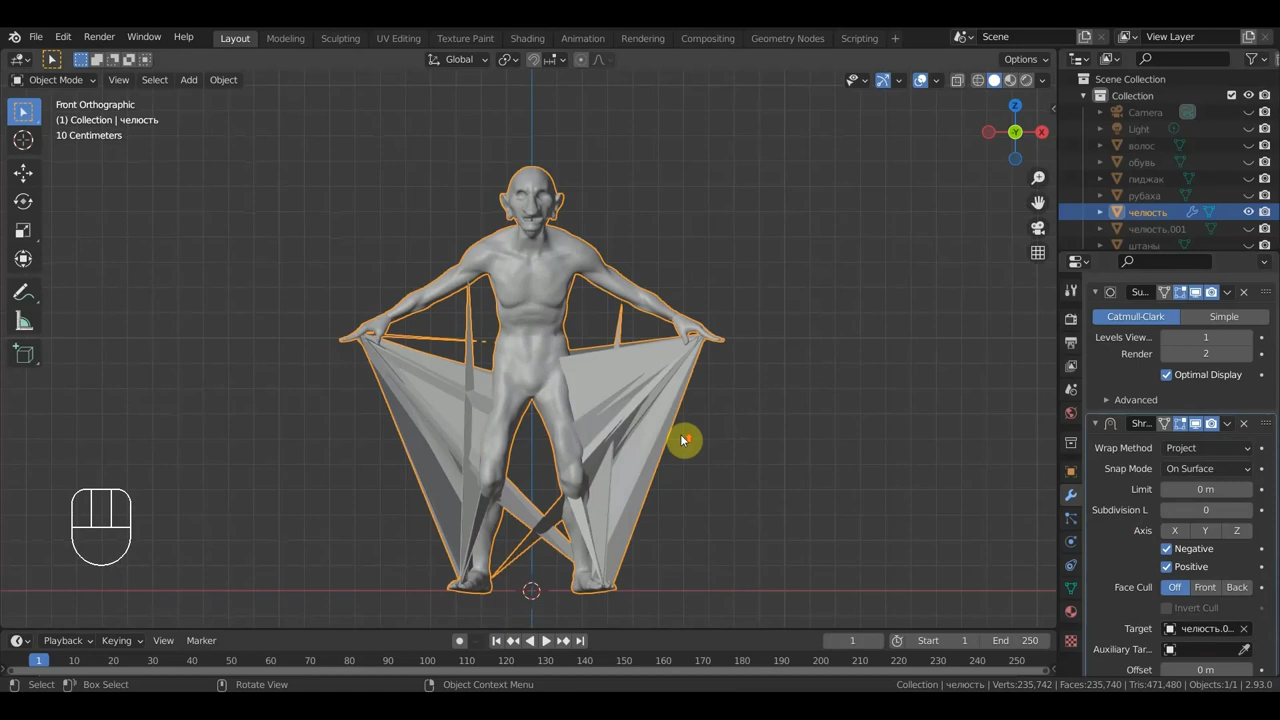 File Edit Render Window Help Layout Modeling Sculpting UV Editing Texture Paint Shading Animation Rendering Compositing Geometry Nodes Scripting + Scene View Layer
Global Options
Object Mode View Select Add Object
Front Orthographic
(1) Collection | челюсть
10 Centimeters
Z
X
Y
Scene Collection
Collection
Camera
Light
волос
обувь
пиджак
рубаха
челюсть
челюсть.001
штаны
Su...
Catmull-Clark Simple
Levels View... 1
Render 2
Optimal Display
Advanced
Shr...
Wrap Method Project
Snap Mode On Surface
Limit 0 m
Subdivision L 0
Axis X Y Z
Negative
Positive
Face Cull Off Front Back
Invert Cull
Target челюсть.0...
Auxiliary Tar...
Offset 0 m
Playback Keying View Marker 1 Start 1 End 250
1 10 20 30 40 50 60 70 80 90 100 110 120 130 140 150 160 170 180 190 200 210 220 230 240 250
Select Box Select Rotate View Object Context Menu Collection | челюсть | Verts:235,742 | Faces:235,740 | Tris:471,480 | Objects:1/1 | 2.93.0